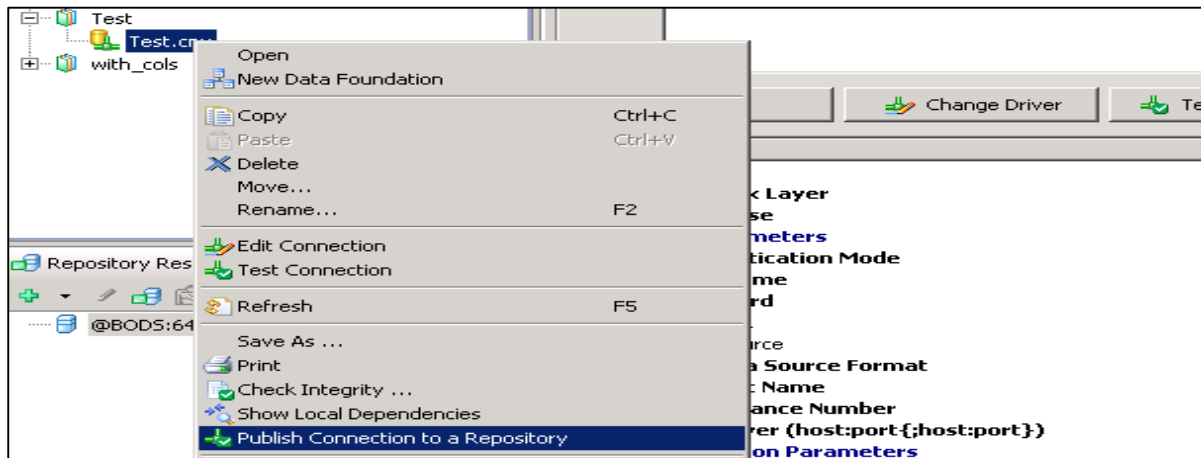 Test
Test.cnx
with_cols
Open
New Data Foundation
Copy Ctrl+C
Paste Ctrl+V
Delete
Move...
Rename... F2
Edit Connection
Test Connection
Refresh F5
Save As ...
Print
Check Integrity ...
Show Local Dependencies
Publish Connection to a Repository
Repository Res
@BODS:64
Change Driver
Te
k Layer
se
meters
tication Mode
me
rd
rce
a Source Format
t Name
ance Number
er (host:port{;host:port})
on Parameters